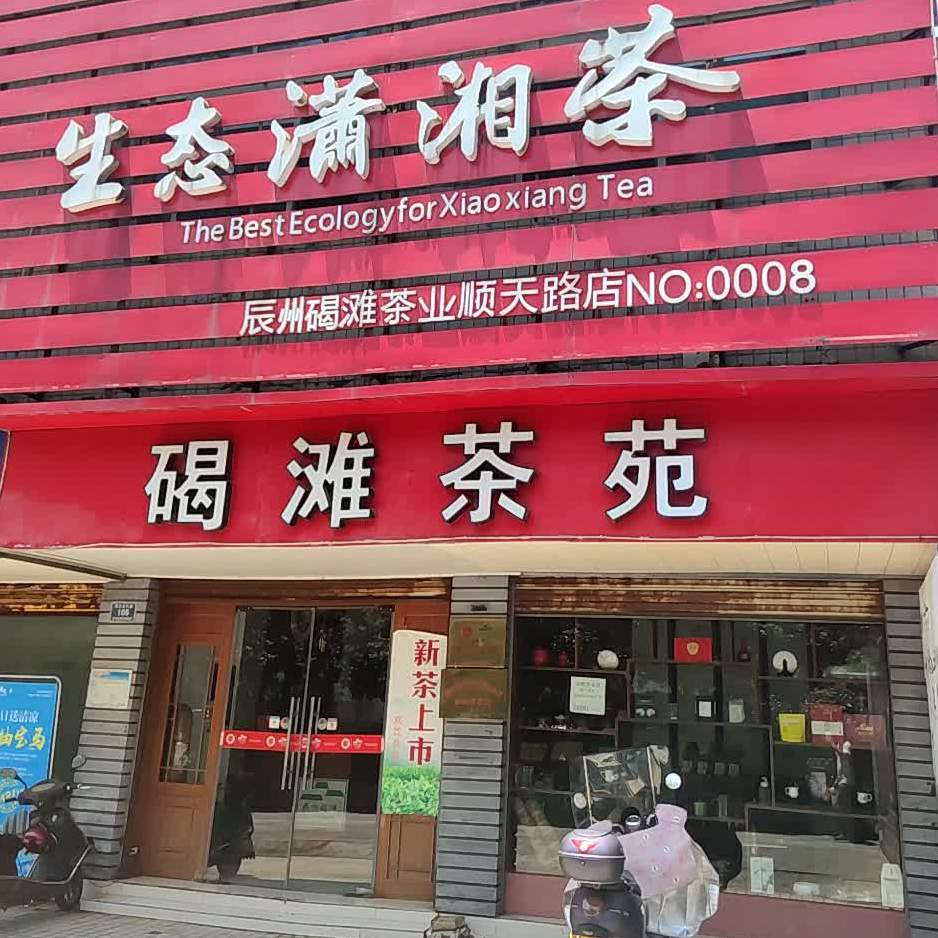 生态潇湘茶
The Best Ecology for Xiaoxiang Tea
辰州碣滩茶业顺天路店NO:0008
碣滩茶苑
108
新茶上市